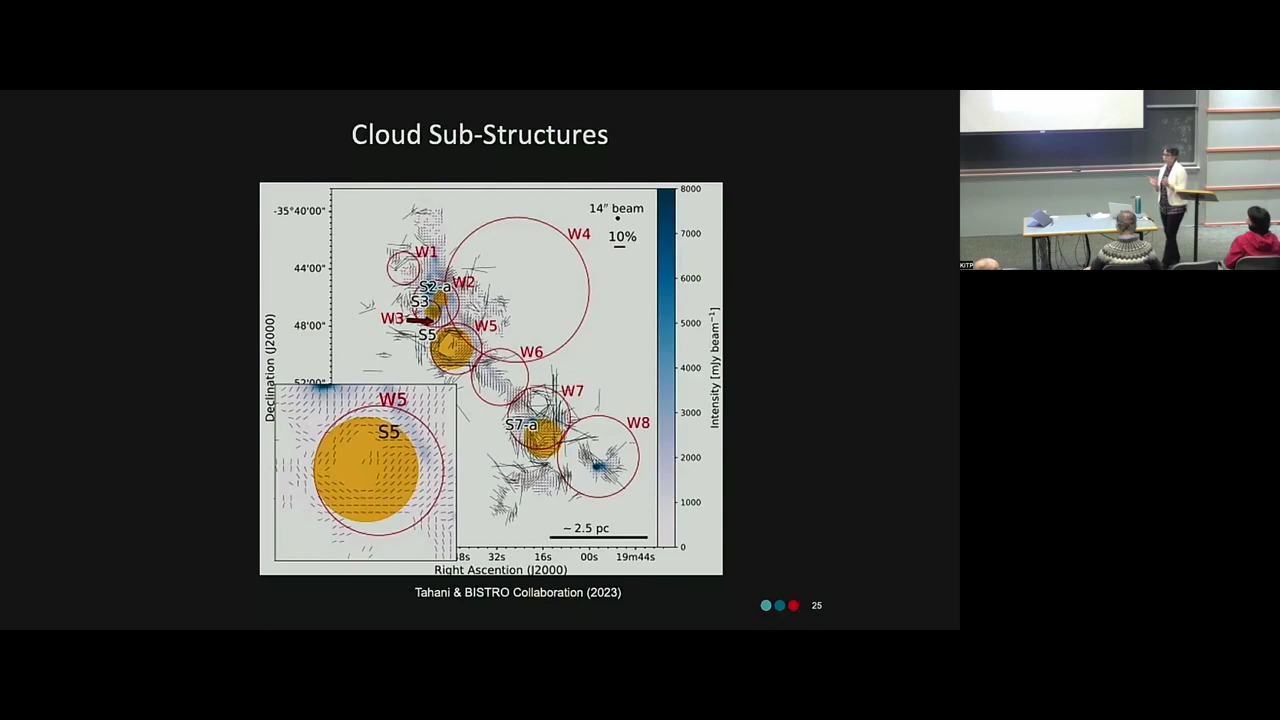 Cloud Sub-Structures
8000
-35°40'00"
14″ beam
10%
W4
7000
W1
44'00"
6000
S2-a
W2
S3
W3
48'00"
W5
S5
5000
W6
Declination (J2000)
52'00"
W7
4000
Intensity [mJy beam⁻¹]
W5
S5
S7-a
W8
3000
2000
~ 2.5 pc
1000
0
48s
32s
16s
00s
19m44s
Right Ascention (J2000)
Tahani & BISTRO Collaboration (2023)
25
KITP